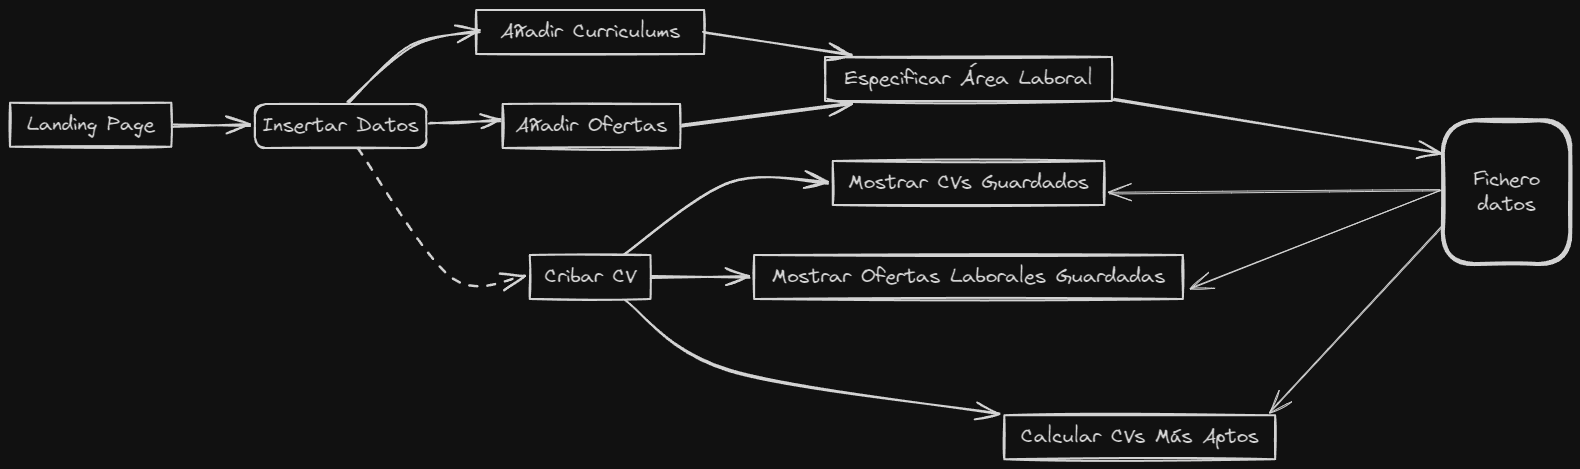 Añadir Curriculums
Especificar Área Laboral
Landing Page
Insertar Datos
Añadir Ofertas
Mostrar CVs Guardados
Fichero
datos
Cribar CV
Mostrar Ofertas Laborales Guardadas
Calcular CVs Más Aptos